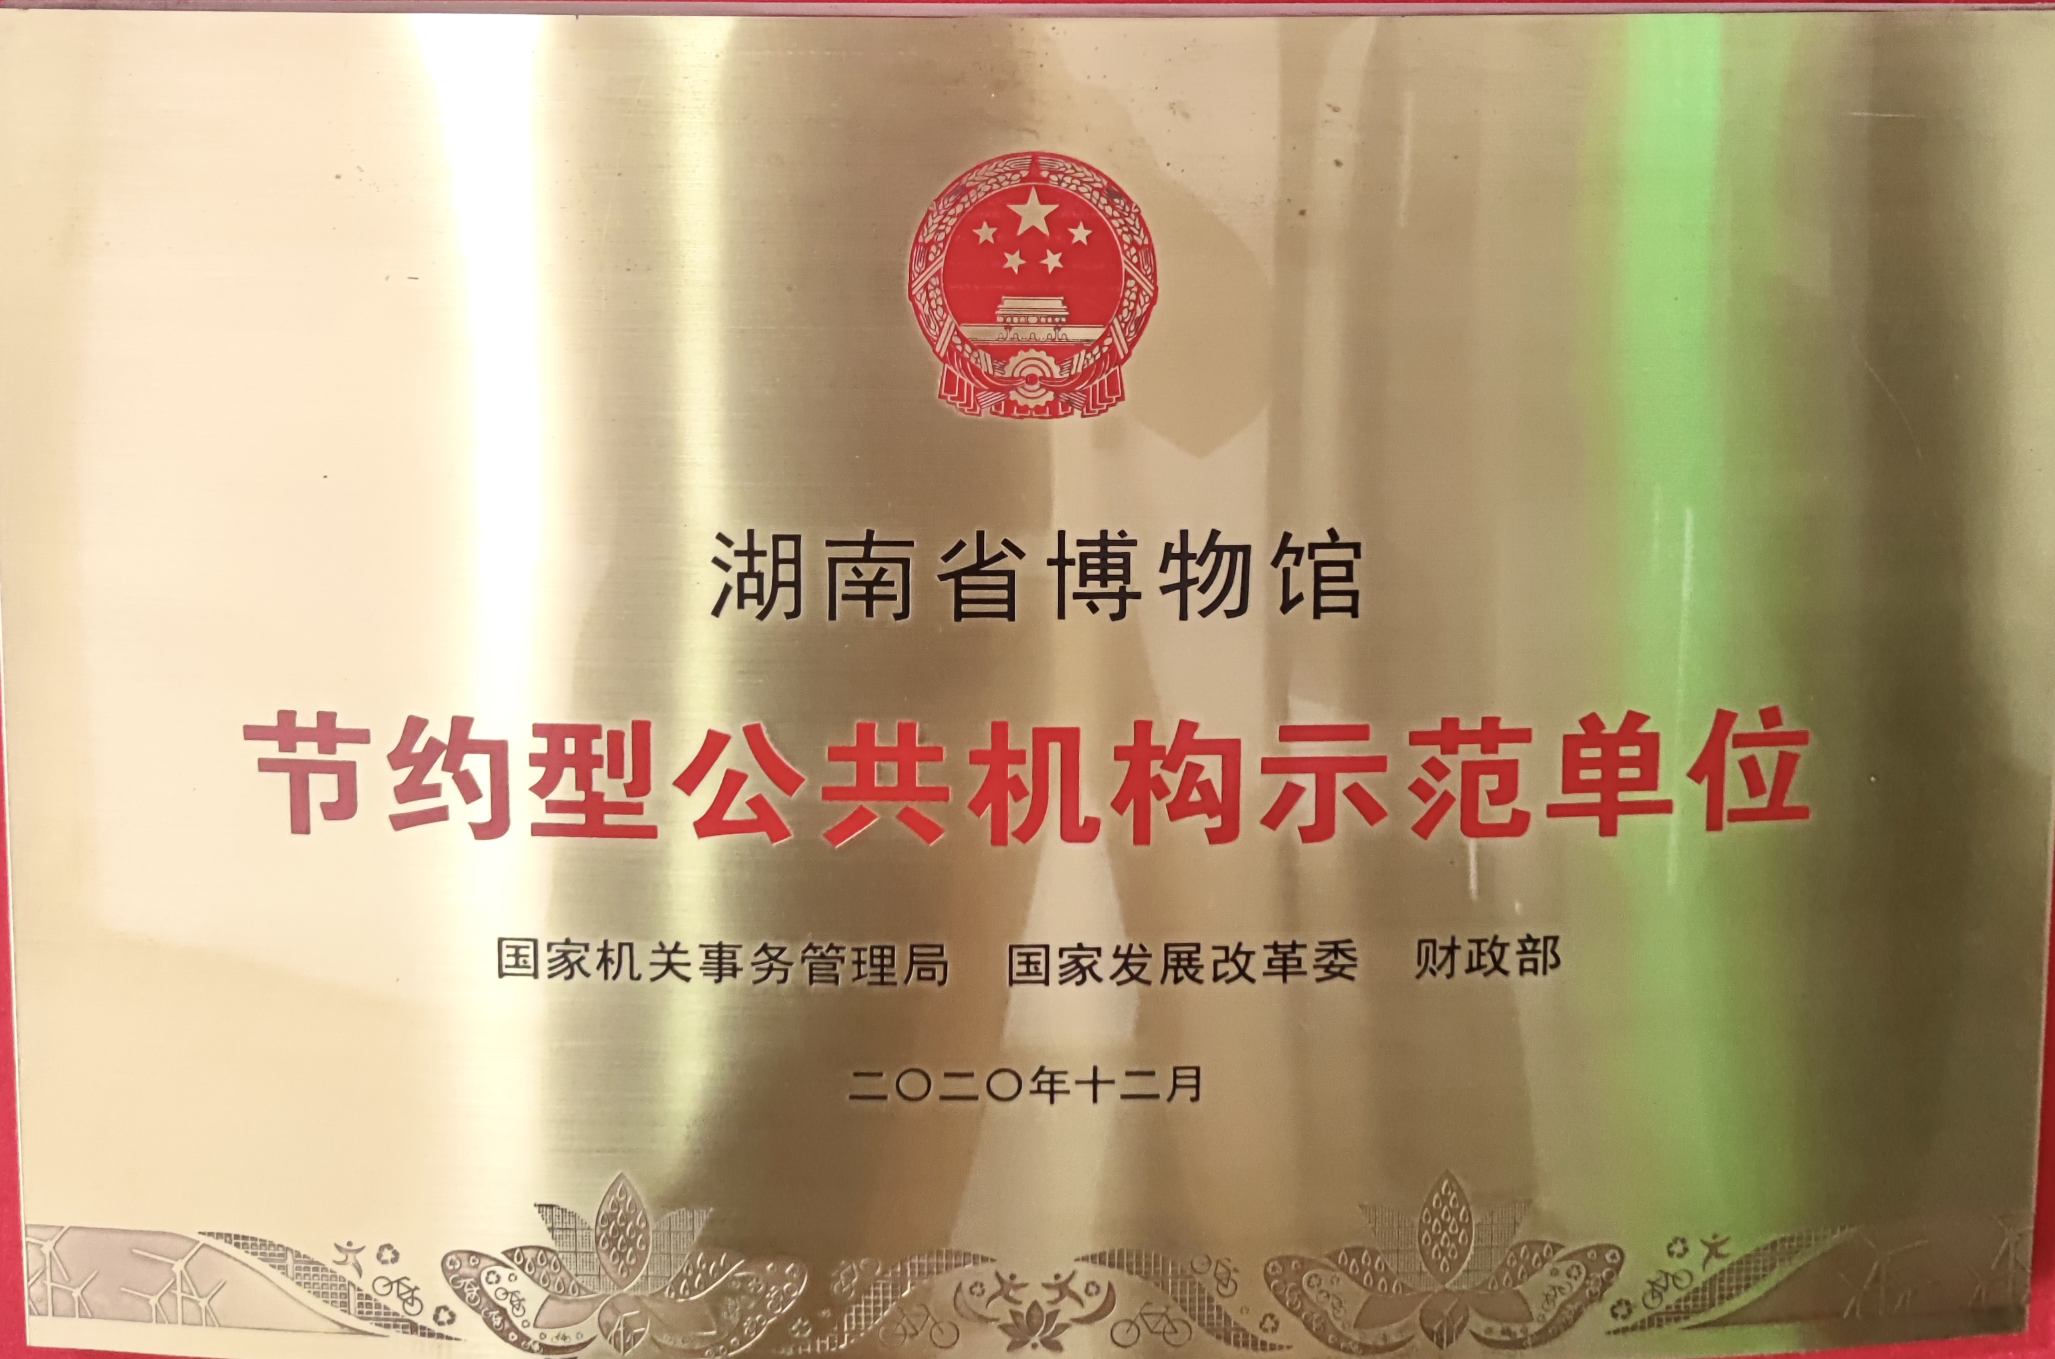 湖南省博物馆
节约型公共机构示范单位
国家机关事务管理局 国家发展改革委 财政部
二〇二〇年十二月